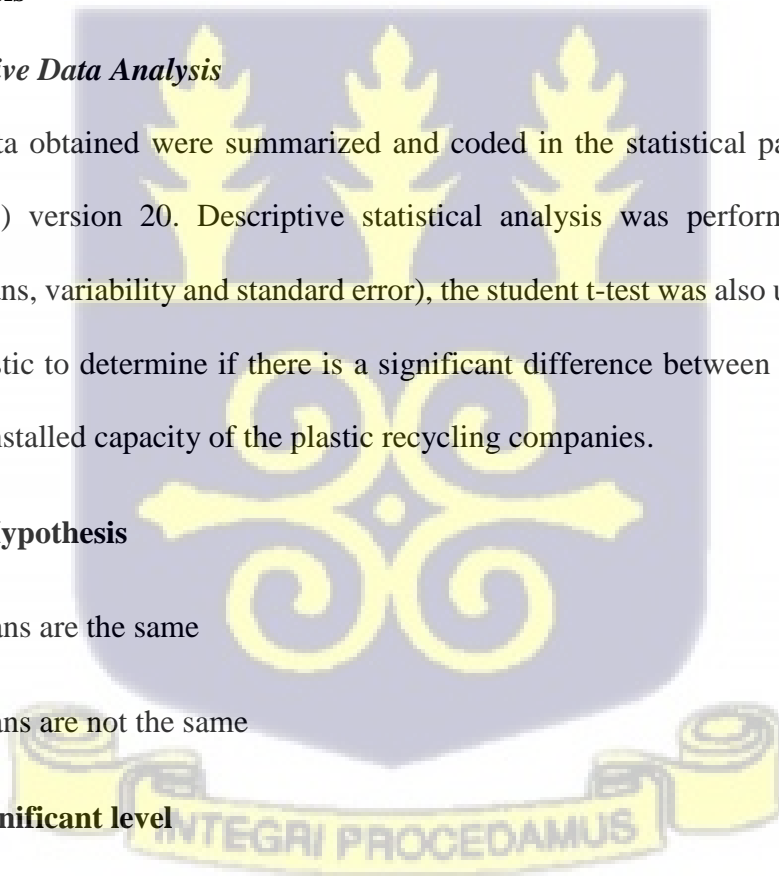 ive Data Analysis
ta obtained were summarized and coded in the statistical pa
) version 20. Descriptive statistical analysis was perform
ns, variability and standard error), the student t-test was also u
stic to determine if there is a significant difference between
nstalled capacity of the plastic recycling companies.
ypothesis
ans are the same
ans are not the same
nificant level
INTEGRI PROCEDAMUS